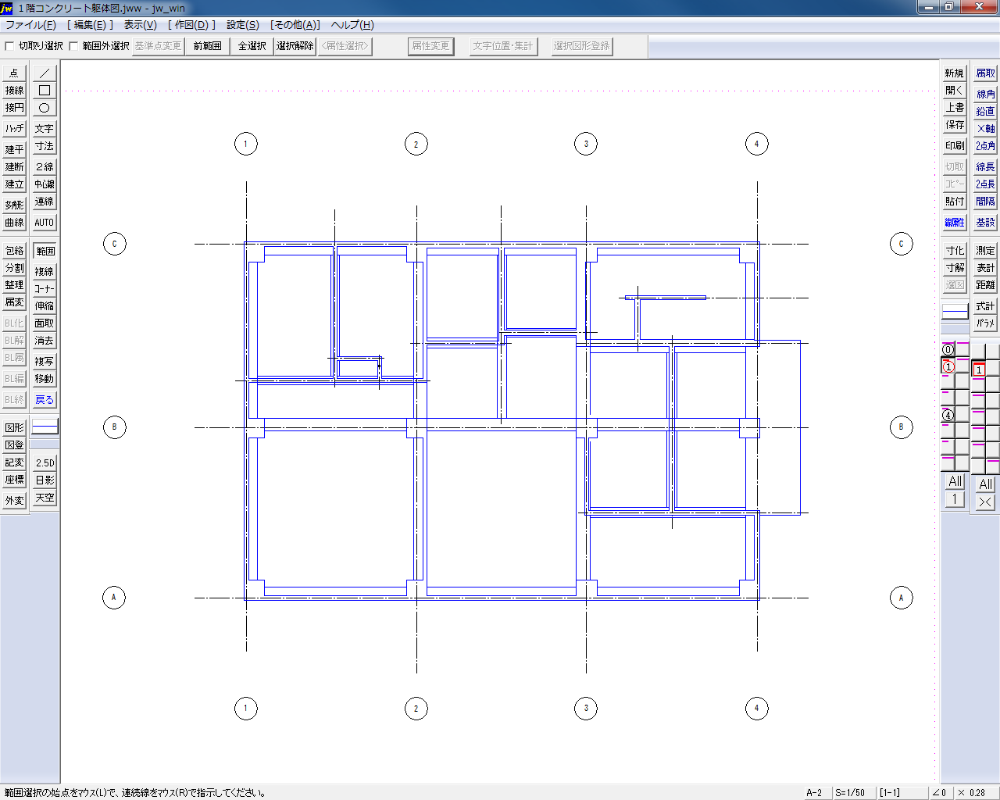 １階コンクリート躯体図.jww - jw_win
ファイル(F) [ 編集(E) ] 表示(V) [ 作図(D) ] 設定(S) [その他(A)] ヘルプ(H)
切取り選択 範囲外選択 基準点変更 前範囲 全選択 選択解除 <属性選択> 属性変更 文字位置・集計 選択図形登録
点
接線
接円
ハッチ
建平
建断
建立
多角形
曲線
包絡
分割
整理
属変
BL化
BL解
BL属
BL編
BL終
図形
図登
記変
座標
外変
／
□
○
文字
寸法
２線
中心線
連線
AUTO
範囲
複線
コーナー
伸縮
面取
消去
複写
移動
戻る
2.5D
日影
天空
1 2 3 4
C C
B B
A A
1 2 3 4
新規
開く
上書
保存
印刷
切取
コピー
貼付
線属性
寸化
寸解
選図
0
1
4
All
1
属取
線角
鉛直
X軸
2点角
線長
2点長
間隔
基設
測定
表計
距離
式計
パラメ
1
All
×
範囲選択の始点をマウス(L)で、連続線をマウス(R)で指示してください。 A-2 S=1/50 [1-1] ∠0 × 0.28